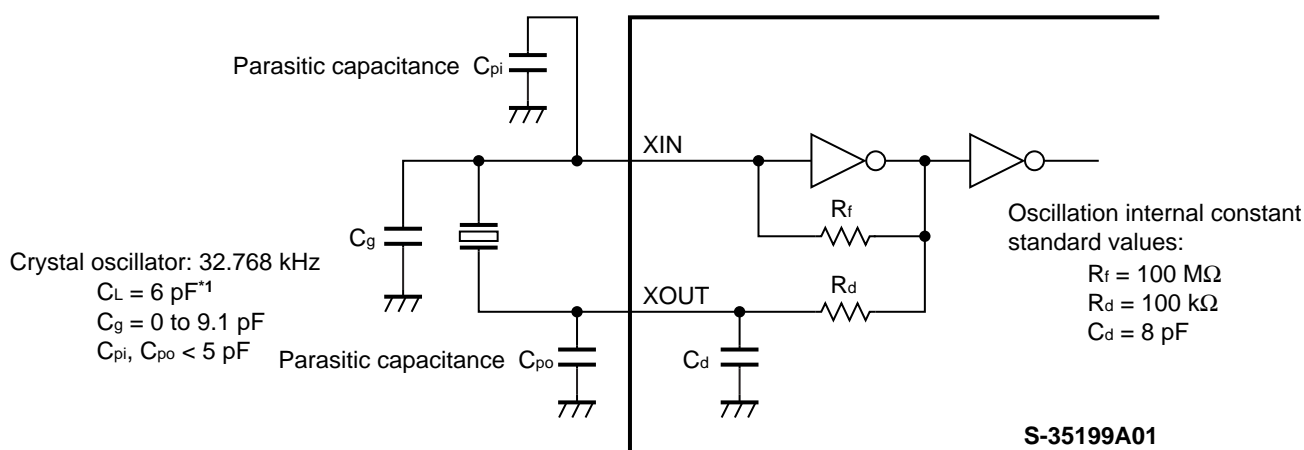 Parasitic capacitance Cpi
XIN
Cg
Rf
Crystal oscillator: 32.768 kHz
CL = 6 pF*1
Cg = 0 to 9.1 pF
Cpi, Cpo < 5 pF
XOUT
Rd
Parasitic capacitance Cpo
Cd
Oscillation internal constant
standard values:
Rf = 100 MΩ
Rd = 100 kΩ
Cd = 8 pF
S-35199A01